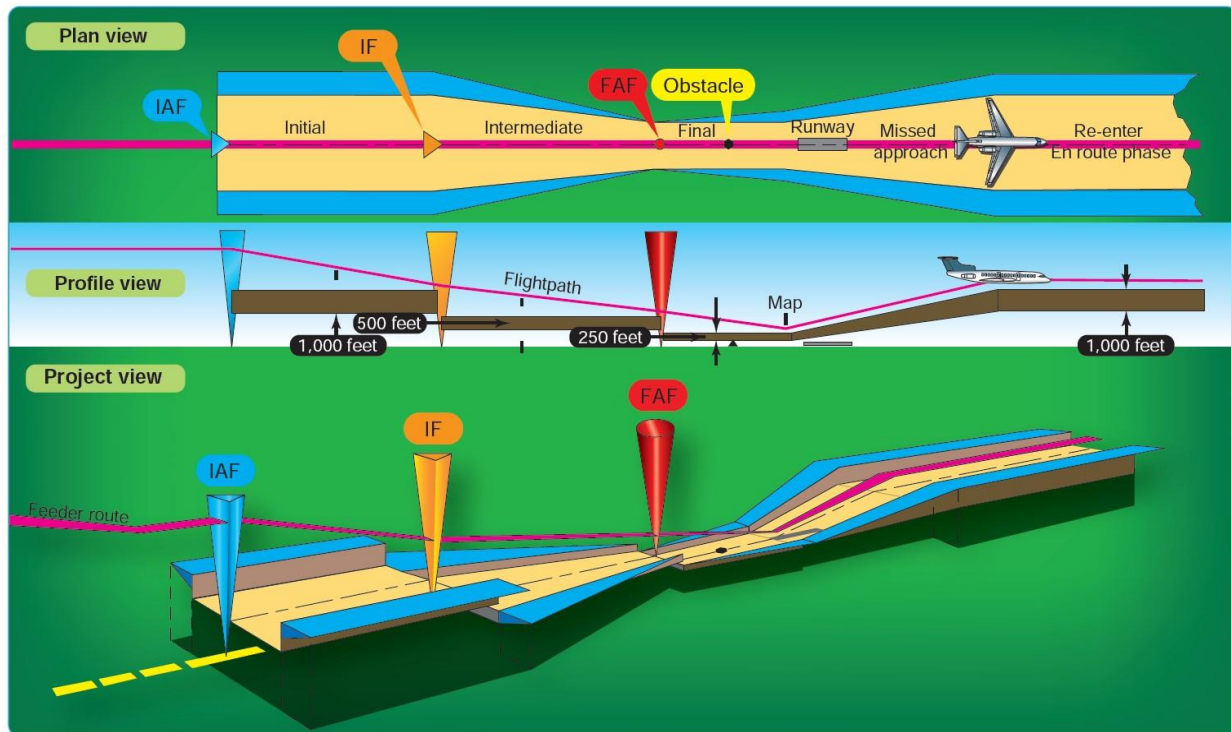 Plan view
IF
FAF
Obstacle
IAF
Initial
Intermediate
Final
Runway
Missed
approach
Re-enter
En route phase
Profile view
Flightpath
Map
500 feet
250 feet
1,000 feet
1,000 feet
Project view
FAF
IF
IAF
Feeder route